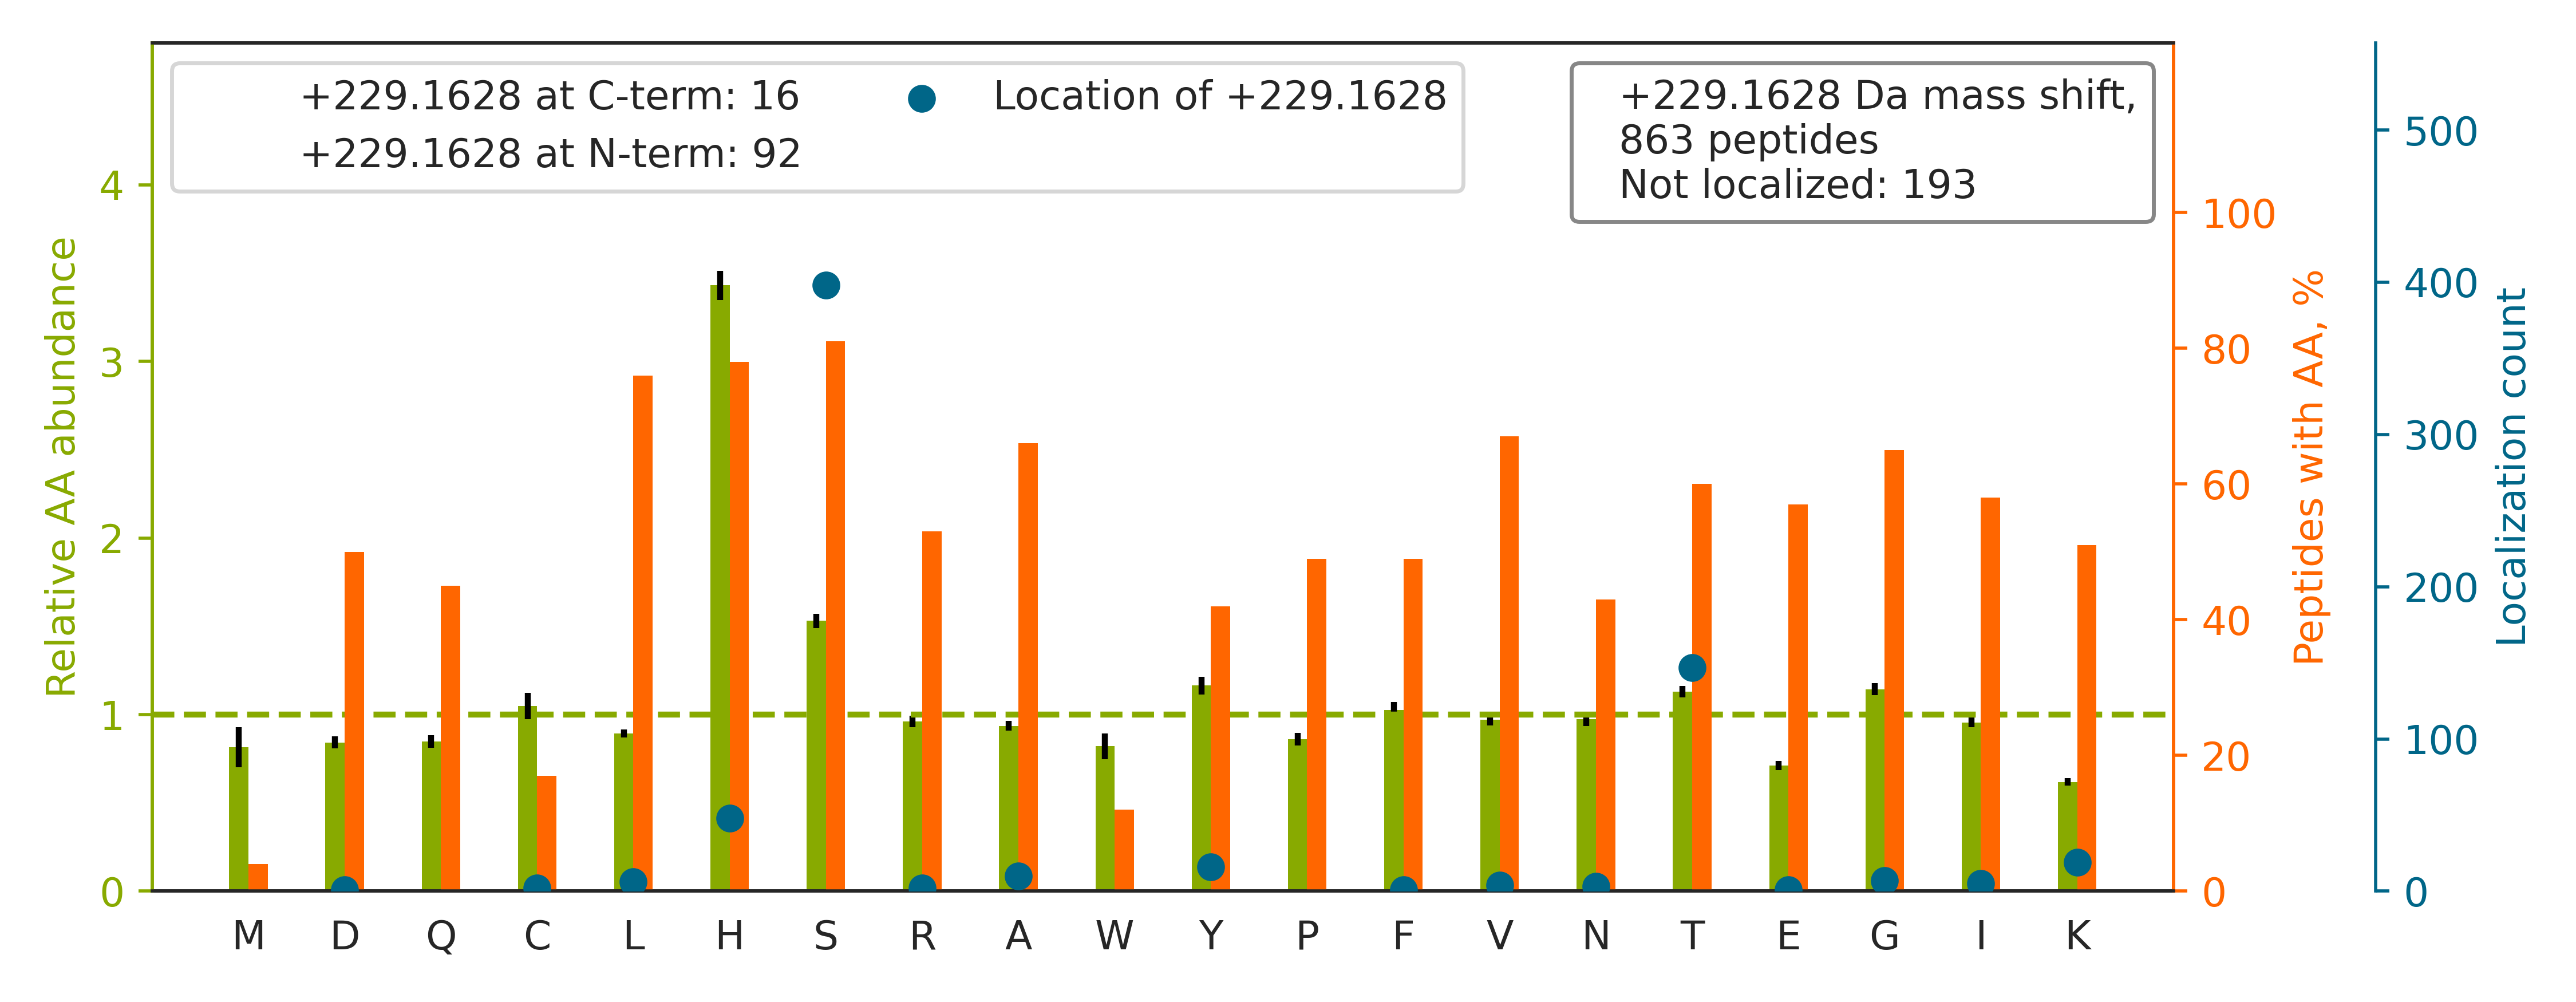 +229.1628 at C-term: 16
+229.1628 at N-term: 92
Location of +229.1628
+229.1628 Da mass shift,
863 peptides
Not localized: 193
Relative AA abundance
4
3
2
1
0
M D Q C L H S R A W Y P F V N T E G I K
100
80
60
40
20
0
Peptides with AA, %
500
400
300
200
100
0
Localization count